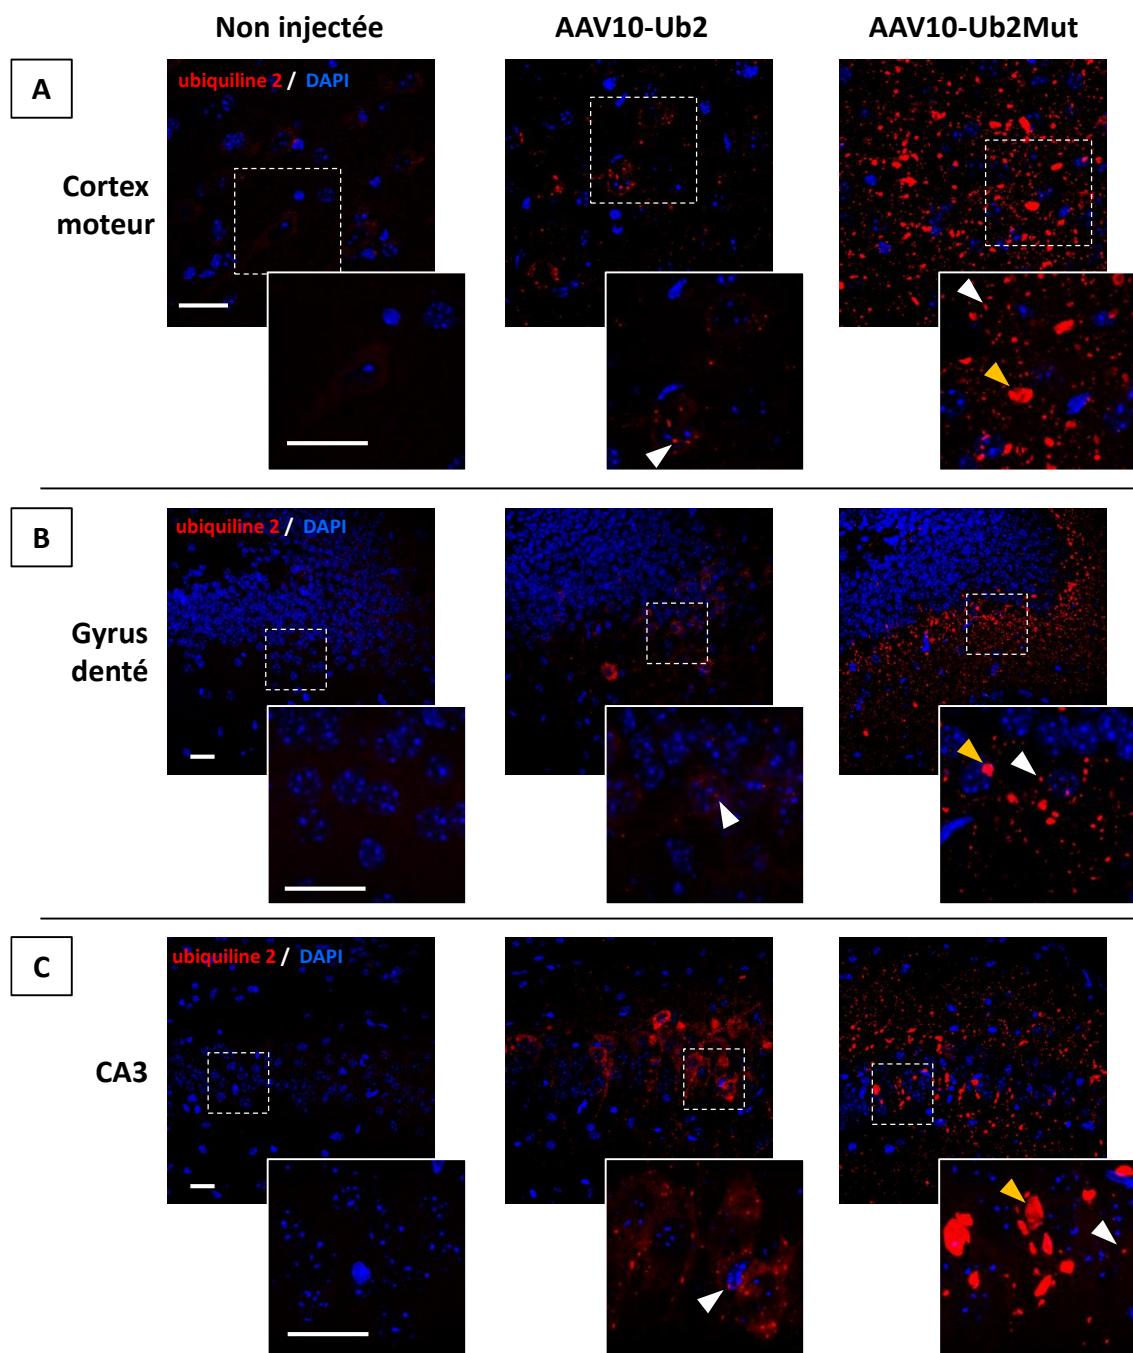 Non injectée
AAV10-Ub2
AAV10-Ub2Mut
A
ubiquiline 2 / DAPI
Cortex
moteur
B
ubiquiline 2 / DAPI
Gyrus
denté
C
ubiquiline 2 / DAPI
CA3